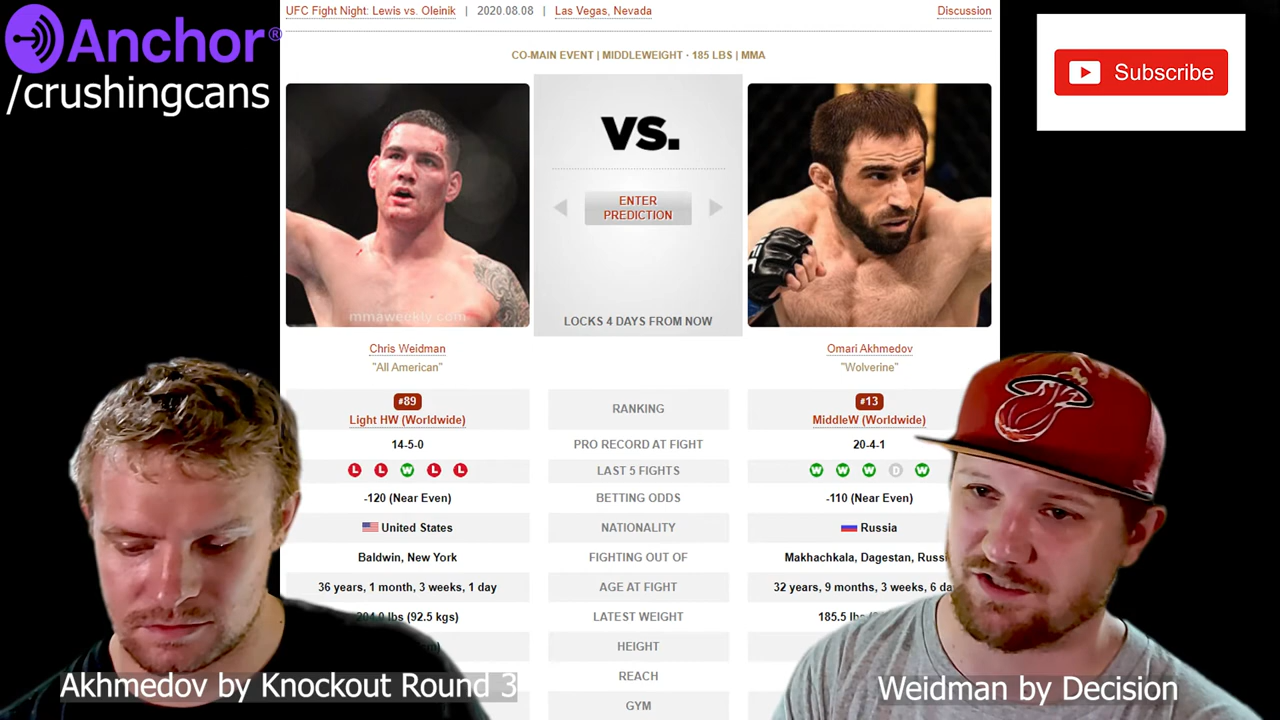 Anchor®
/crushingcans
UFC Fight Night: Lewis vs. Oleinik | 2020.08.08 | Las Vegas, Nevada
Discussion
Subscribe
CO-MAIN EVENT | MIDDLEWEIGHT · 185 LBS | MMA
VS.
ENTER
PREDICTION
LOCKS 4 DAYS FROM NOW
mmaweekly.com
Chris Weidman
"All American"
Omari Akhmedov
"Wolverine"
#89
Light HW (Worldwide)
RANKING
#13
MiddleW (Worldwide)
14-5-0 PRO RECORD AT FIGHT 20-4-1
L L W L L LAST 5 FIGHTS W W W D W
-120 (Near Even) BETTING ODDS -110 (Near Even)
United States NATIONALITY Russia
Baldwin, New York FIGHTING OUT OF Makhachkala, Dagestan,
36 years, 1 month, 3 weeks, 1 day AGE AT FIGHT 32 years, 9 months, 3 weeks, 6
204.0 lbs (92.5 kgs) LATEST WEIGHT 185.5
HEIGHT
REACH
GYM
Akhmedov by Knockout Round 3
Weidman by Decision